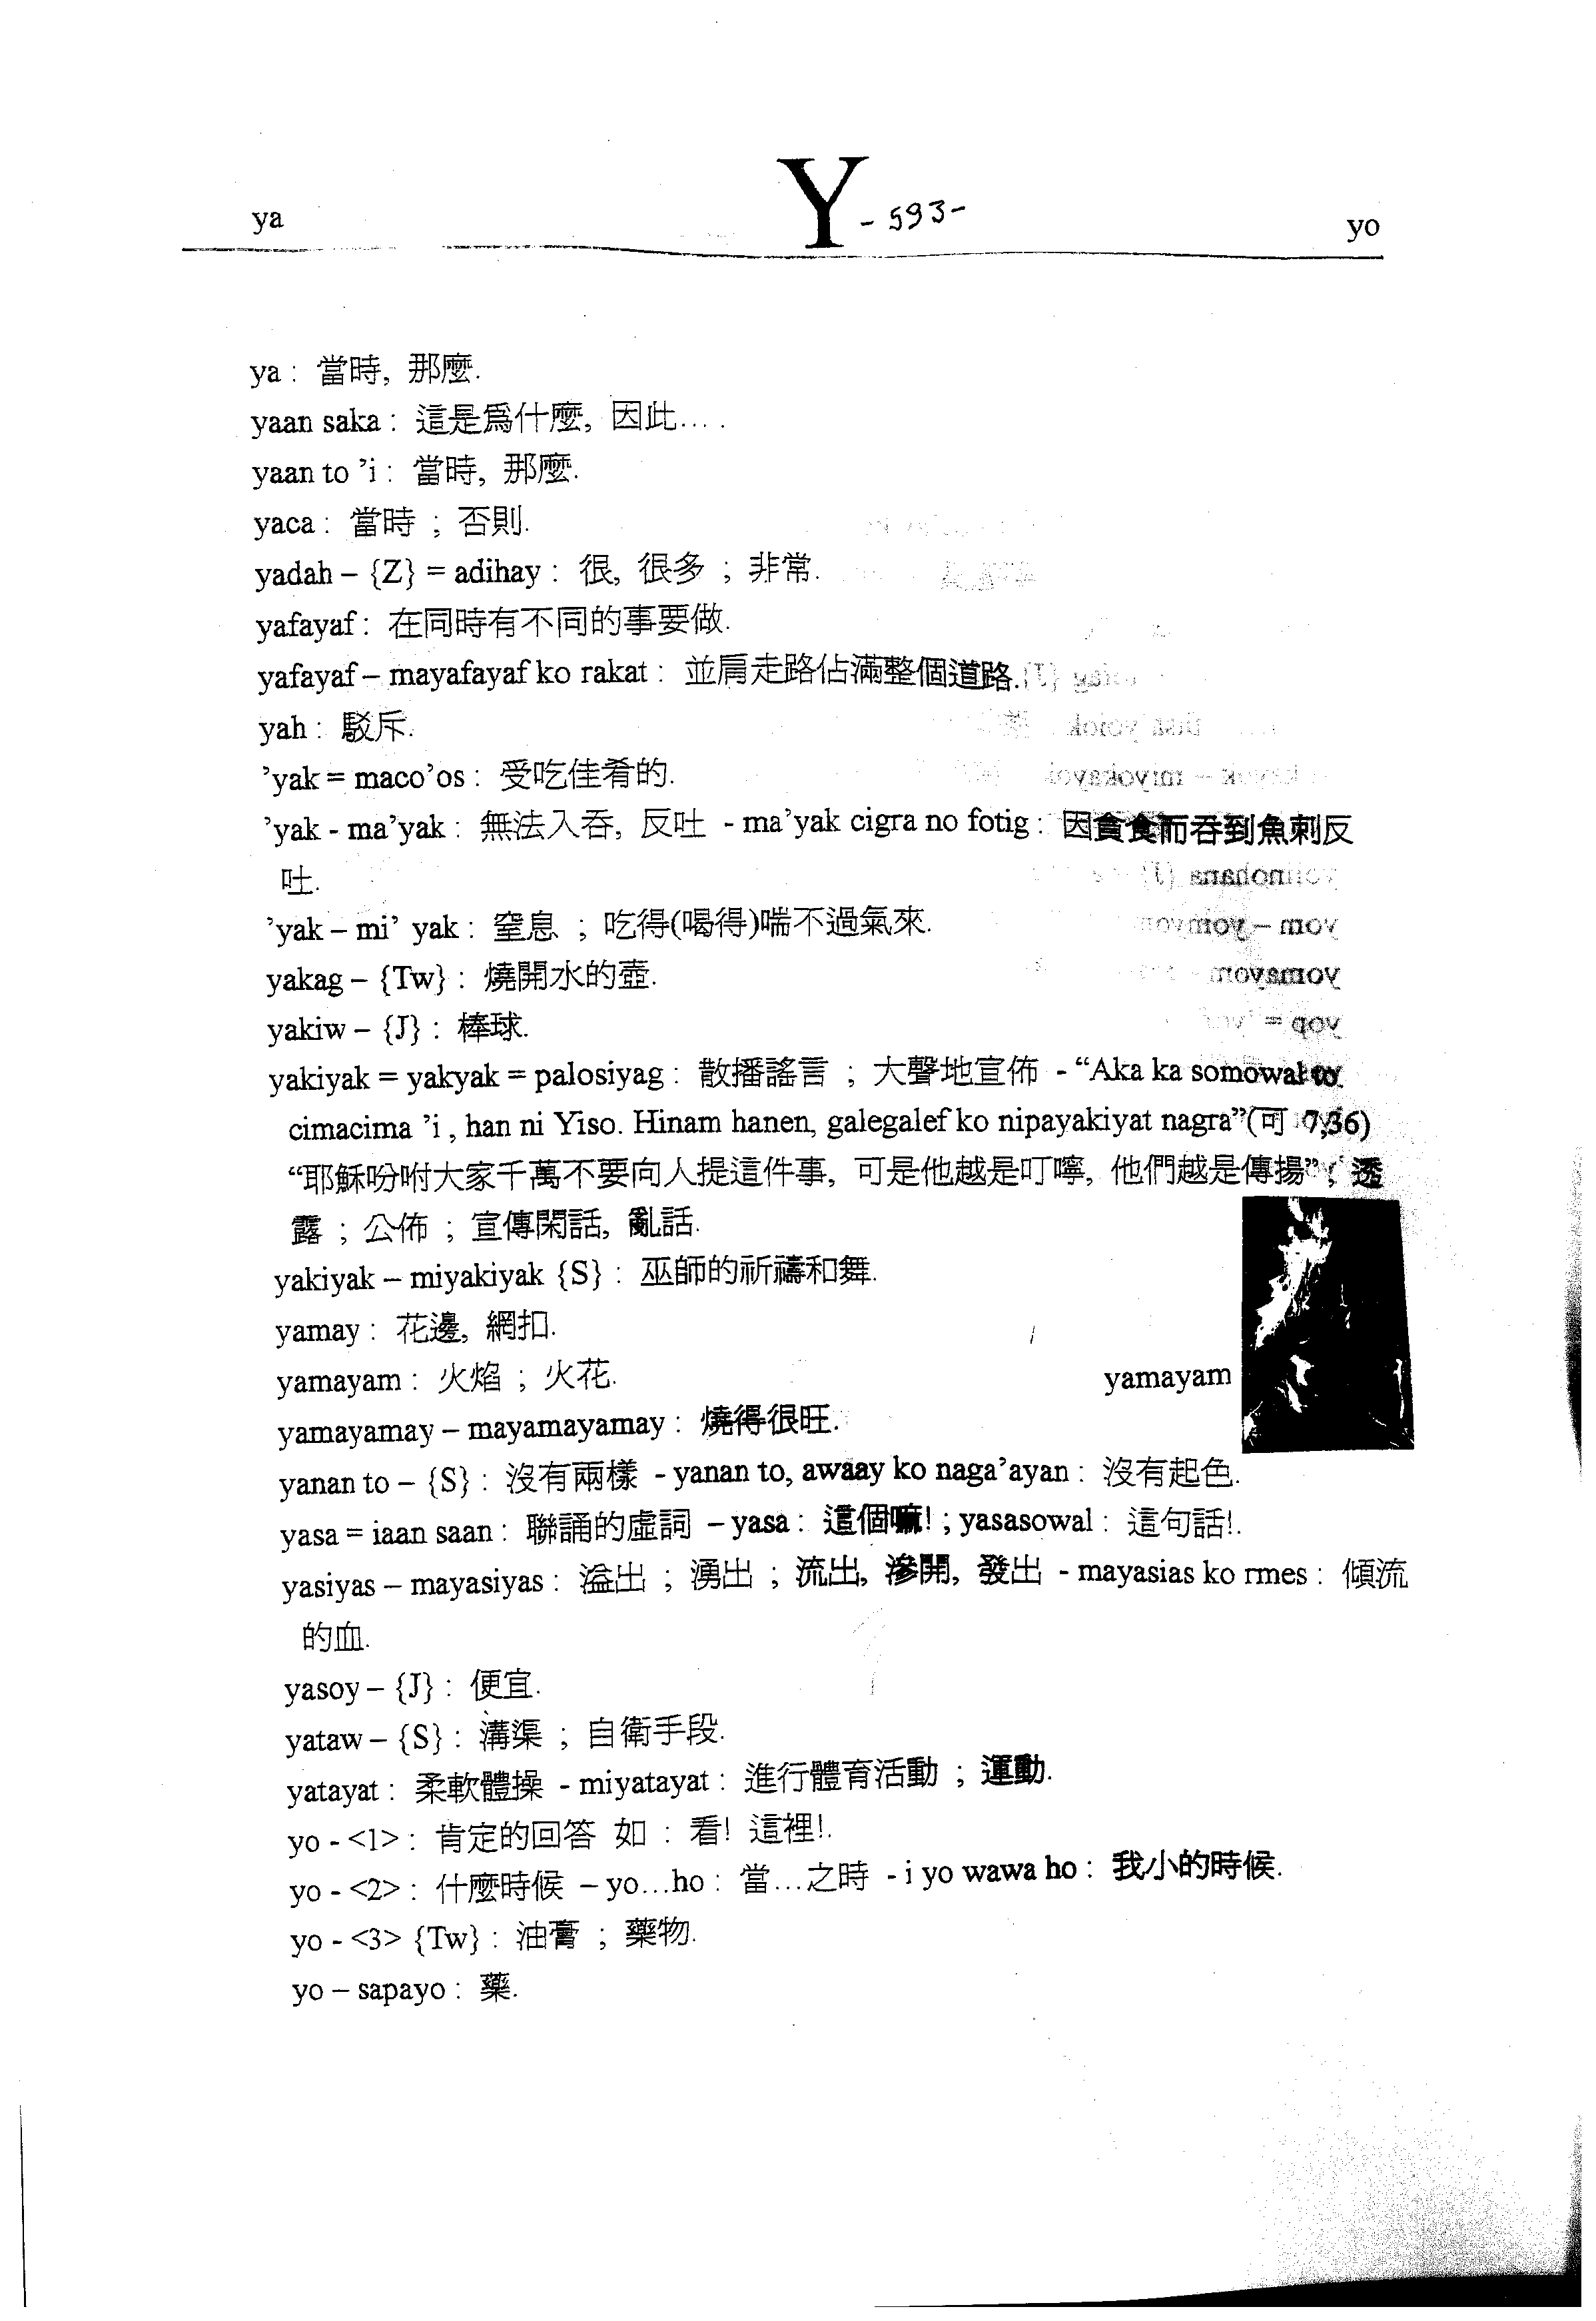 ya
Y
- 593-
yo
ya : 當時, 那麼.
yaan saka : 這是爲什麼, 因此... .
yaan to ’i : 當時, 那麼.
yaca : 當時 ; 否則.
yadah – {Z} = adihay : 很, 很多 ; 非常.
yafayaf : 在同時有不同的事要做.
yafayaf – mayafayaf ko rakat : 並肩走路佔滿整個道路.
yah : 駁斥.
’yak = maco’os : 受吃佳肴的.
’yak - ma’yak : 無法入吞, 反吐 - ma’yak cigra no fotig : 因貪食而吞到魚刺反
吐.
’yak – mi’ yak : 窒息 ; 吃得(喝得)喘不過氣來.
yakag – {Tw} : 燒開水的壺.
yakiw – {J} : 棒球.
yakiyak = yakyak = palosiyag : 散播謠言 ; 大聲地宣佈 - “Aka ka somowal to
cimacima ’i , han ni Yiso. Hinam hanen, galegalef ko nipayakiyat nagra”(可 7,36)
“耶穌吩咐大家千萬不要向人提這件事, 可是他越是叮嚀, 他們越是傳揚” ; 透
露 ; 公佈 ; 宣傳閑話, 亂話.
yakiyak – miyakiyak {S} : 巫師的祈禱和舞.
yamay : 花邊, 網扣.
yamayam : 火焰 ; 火花.
yamayam
yamayamay – mayamayamay : 燒得很旺.
yanan to – {S} : 沒有兩樣 - yanan to, awaay ko naga’ayan : 沒有起色.
yasa = iaan saan : 聯誦的虛詞 – yasa : 這個嘛! ; yasasowal : 這句話!.
yasiyas – mayasiyas : 溢出 ; 湧出 ; 流出, 滲開, 發出 - mayasias ko rmes : 傾流
的血.
yasoy – {J} : 便宜.
yataw – {S} : 溝渠 ; 自衛手段.
yatayat : 柔軟體操 - miyatayat : 進行體育活動 ; 運動.
yo - <1> : 肯定的回答 如 : 看! 這裡!.
yo - <2> : 什麼時候 – yo...ho : 當...之時 - i yo wawa ho : 我小的時候.
yo - <3> {Tw} : 油膏 ; 藥物.
yo – sapayo : 藥.